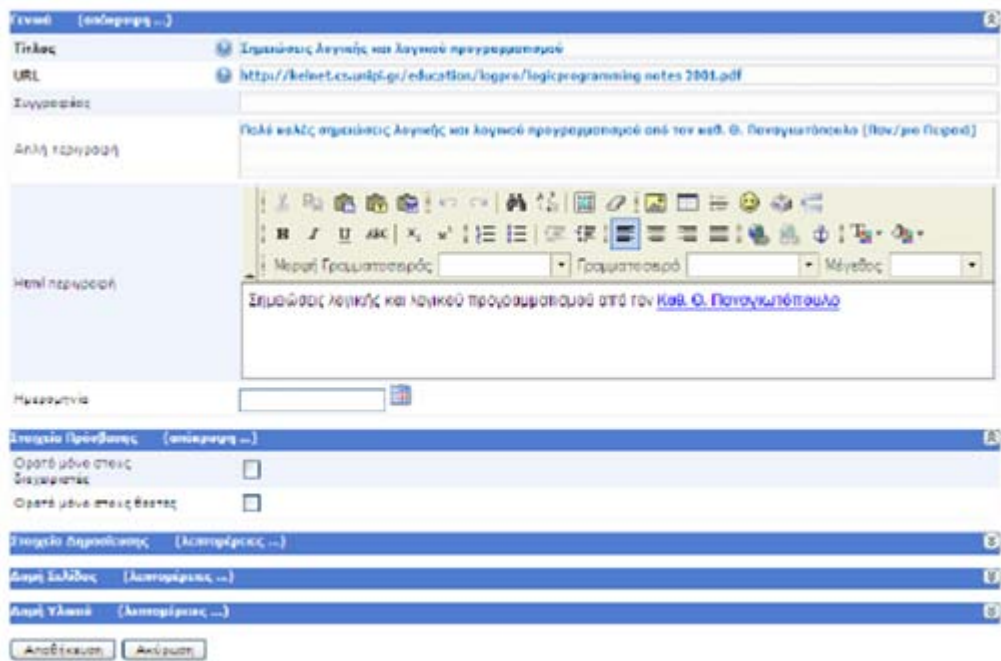 Γενικά (απόκρυψη ...)
Τίτλος Σημειώσεις λογικής και λογικού προγραμματισμού
URL http://kelnet.cs.unipi.gr/education/logpro/logicprogramming notes 2001.pdf
Συγγραφέας
Απλή περιγραφή Πολύ καλές σημειώσεις λογικής και λογικού προγραμματισμού από τον καθ. Θ. Παναγιωτόπουλο (Παν/μιο Πειραιά)
B I U ABC
Μορφή Γραμματοσειράς Γραμματοσειρά Μέγεθος
Html περιγραφή Σημειώσεις λογικής και λογικού προγραμματισμού από τον Καθ. Θ. Παναγιωτόπουλο
Ημερομηνία
Στοιχεία Πρόσβασης (απόκρυψη ...)
Ορατό μόνο στους
διαχειριστές
Ορατό μόνο στους
Στοιχεία Δημοσίευσης (λεπτομέρειες ...)
Δομή Σελίδας (λεπτομέρειες ...)
Δομή Υλικού (λεπτομέρειες ...)
Αποθήκευση Ακύρωση